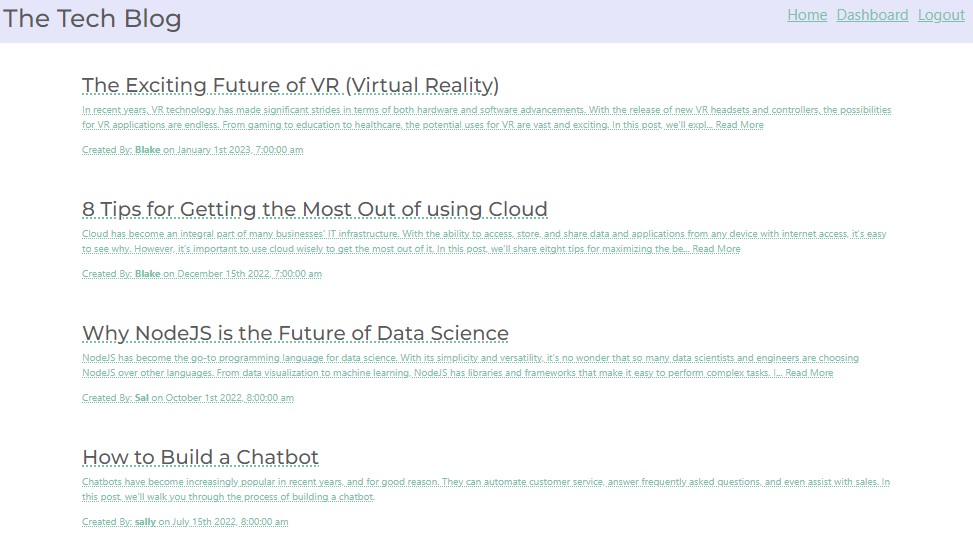 The Tech Blog
Home Dashboard Logout
The Exciting Future of VR (Virtual Reality)
In recent years, VR technology has made significant strides in terms of both hardware and software advancements. With the release of new VR headsets and controllers, the possibilities
for VR applications are endless. From gaming to education to healthcare, the potential uses for VR are vast and exciting. In this post, we'll expl... Read More
Created By: Blake on January 1st 2023, 7:00:00 am
8 Tips for Getting the Most Out of using Cloud
Cloud has become an integral part of many businesses' IT infrastructure. With the ability to access, store, and share data and applications from any device with internet access, it's easy
to see why. However, it's important to use cloud wisely to get the most out of it. In this post, we'll share eitght tips for maximizing the be... Read More
Created By: Blake on December 15th 2022, 7:00:00 am
Why NodeJS is the Future of Data Science
NodeJS has become the go-to programming language for data science. With its simplicity and versatility, it's no wonder that so many data scientists and engineers are choosing
NodeJS over other languages. From data visualization to machine learning, NodeJS has libraries and frameworks that make it easy to perform complex tasks. I... Read More
Created By: Sal on October 1st 2022, 8:00:00 am
How to Build a Chatbot
Chatbots have become increasingly popular in recent years, and for good reason. They can automate customer service, answer frequently asked questions, and even assist with sales. In
this post, we'll walk you through the process of building a chatbot.
Created By: sally on July 15th 2022, 8:00:00 am